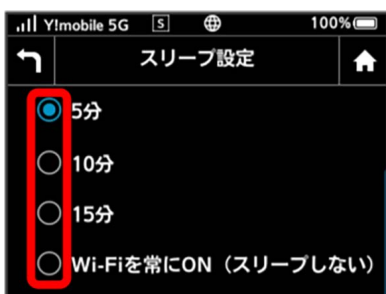 Y!mobile 5G S 100%
スリープ設定
5分
10分
15分
Wi-Fiを常にON（スリープしない）